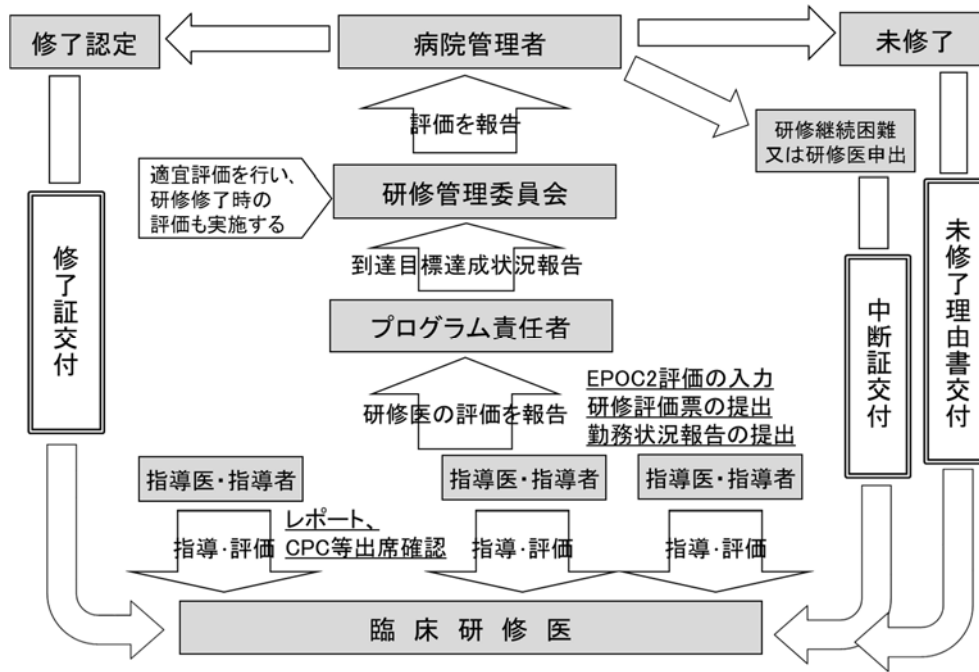 修了認定
病院管理者
未修了
評価を報告
研修継続困難
又は研修医申出
適宜評価を行い、
研修修了時の
評価も実施する
研修管理委員会
到達目標達成状況報告
修了証交付
プログラム責任者
中断証交付
未修了理由書交付
研修医の評価を報告
EPOC2評価の入力
研修評価票の提出
勤務状況報告の提出
指導医・指導者
指導医・指導者
指導医・指導者
指導・評価
レポート、
CPC等出席確認
指導・評価
指導・評価
臨床研修医